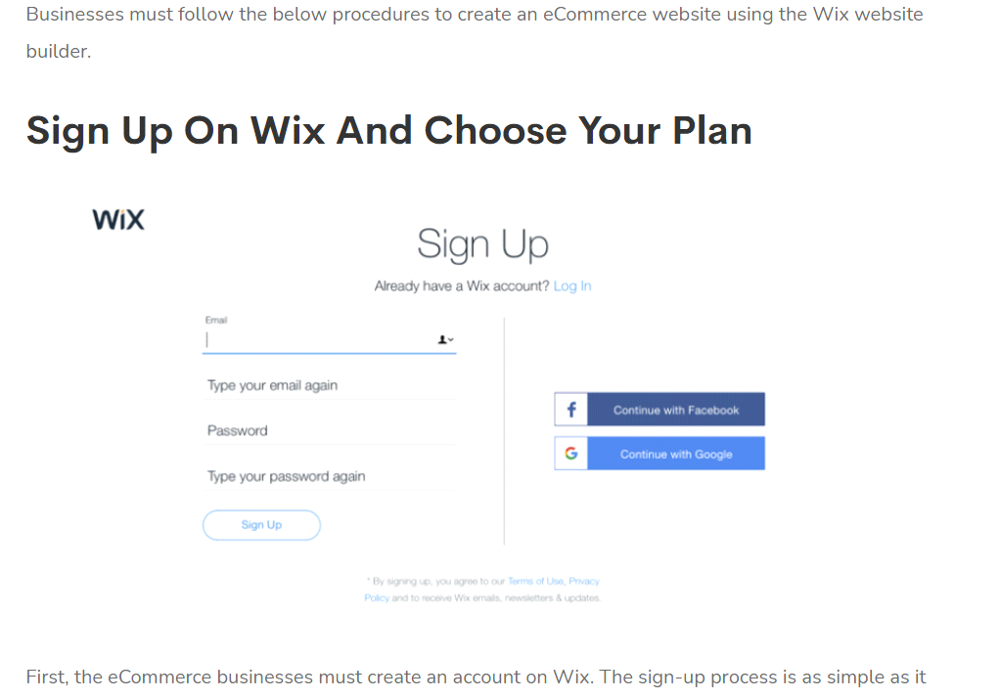 Businesses must follow the below procedures to create an eCommerce website using the Wix website
builder.
Sign Up On Wix And Choose Your Plan
WiX
Sign Up
Already have a Wix account? Log In
Email
Type your email again
Password
Type your password again
Sign Up
f Continue with Facebook
G Continue with Google
* By signing up, you agree to our Terms of Use, Privacy
Policy and to receive Wix emails, newsletters & updates.
First, the eCommerce businesses must create an account on Wix. The sign-up process is as simple as it